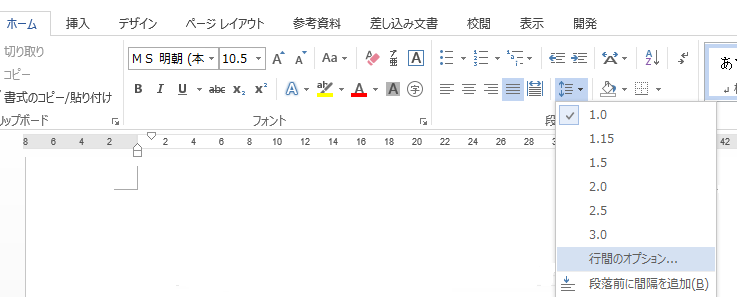 ホーム 挿入 デザイン ページ レイアウト 参考資料 差し込み文書 校閲 表示 開発
切り取り
コピー
書式のコピー/貼り付け
ＭＳ 明朝 (本 10.5 A A Aa ア亜 A
B I U abc x₂ x² A aby A A 字
リップボード フォント 段
8 6 4 2 2 4 6 8 10 12 14 16 18 20 22 24 26 28 42
1.0
1.15
1.5
2.0
2.5
3.0
行間のオプション...
段落前に間隔を追加(B)